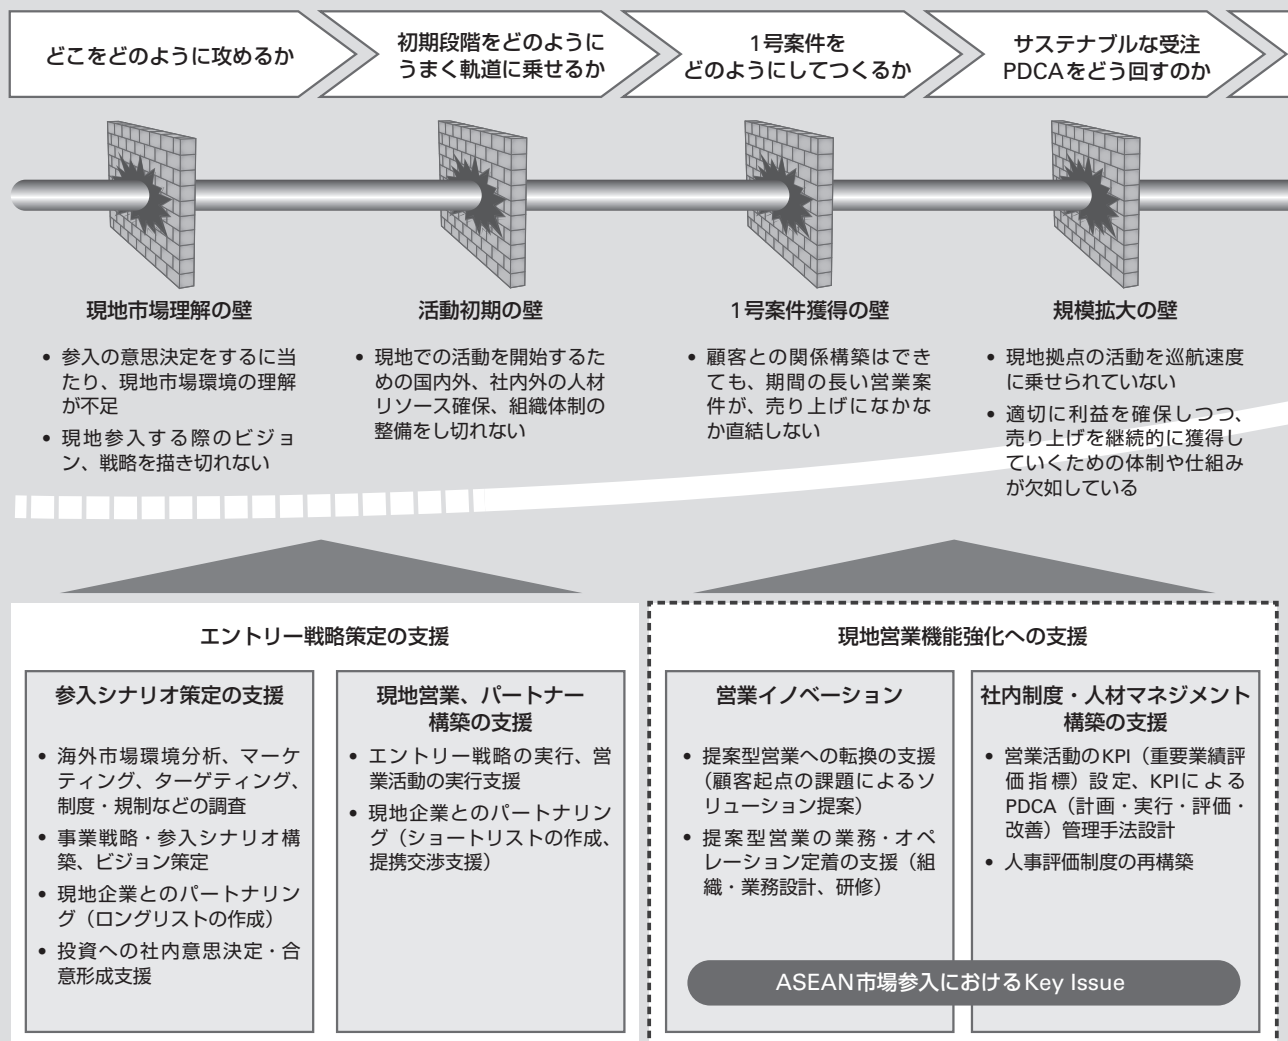 どこをどのように攻めるか
初期段階をどのように
うまく軌道に乗せるか
1号案件を
どのようにしてつくるか
サステナブルな受注
PDCAをどう回すのか
現地市場理解の壁
• 参入の意思決定をするに当
たり、現地市場環境の理解
が不足
• 現地参入する際のビジョ
ン、戦略を描き切れない
活動初期の壁
• 現地での活動を開始するた
めの国内外、社内外の人材
リソース確保、組織体制の
整備をし切れない
1号案件獲得の壁
• 顧客との関係構築はでき
ても、期間の長い営業案
件が、売り上げになかな
か直結しない
規模拡大の壁
• 現地拠点の活動を巡航速度
に乗せられていない
• 適切に利益を確保しつつ、
売り上げを継続的に獲得し
ていくための体制や仕組み
が欠如している
エントリー戦略策定の支援
参入シナリオ策定の支援
• 海外市場環境分析、マーケ
ティング、ターゲティング、
制度・規制などの調査
• 事業戦略・参入シナリオ構
築、ビジョン策定
• 現地企業とのパートナリン
グ（ロングリストの作成）
• 投資への社内意思決定・合
意形成支援
現地営業、パートナー
構築の支援
• エントリー戦略の実行、営
業活動の実行支援
• 現地企業とのパートナリン
グ（ショートリストの作成、
提携交渉支援）
現地営業機能強化への支援
営業イノベーション
• 提案型営業への転換の支援
（顧客起点の課題によるソ
リューション提案）
• 提案型営業の業務・オペ
レーション定着の支援（組
織・業務設計、研修）
社内制度・人材マネジメント
構築の支援
• 営業活動のKPI（重要業績評
価指標）設定、KPIによる
PDCA（計画・実行・評価・
改善）管理手法設計
• 人事評価制度の再構築
ASEAN市場参入におけるKey Issue